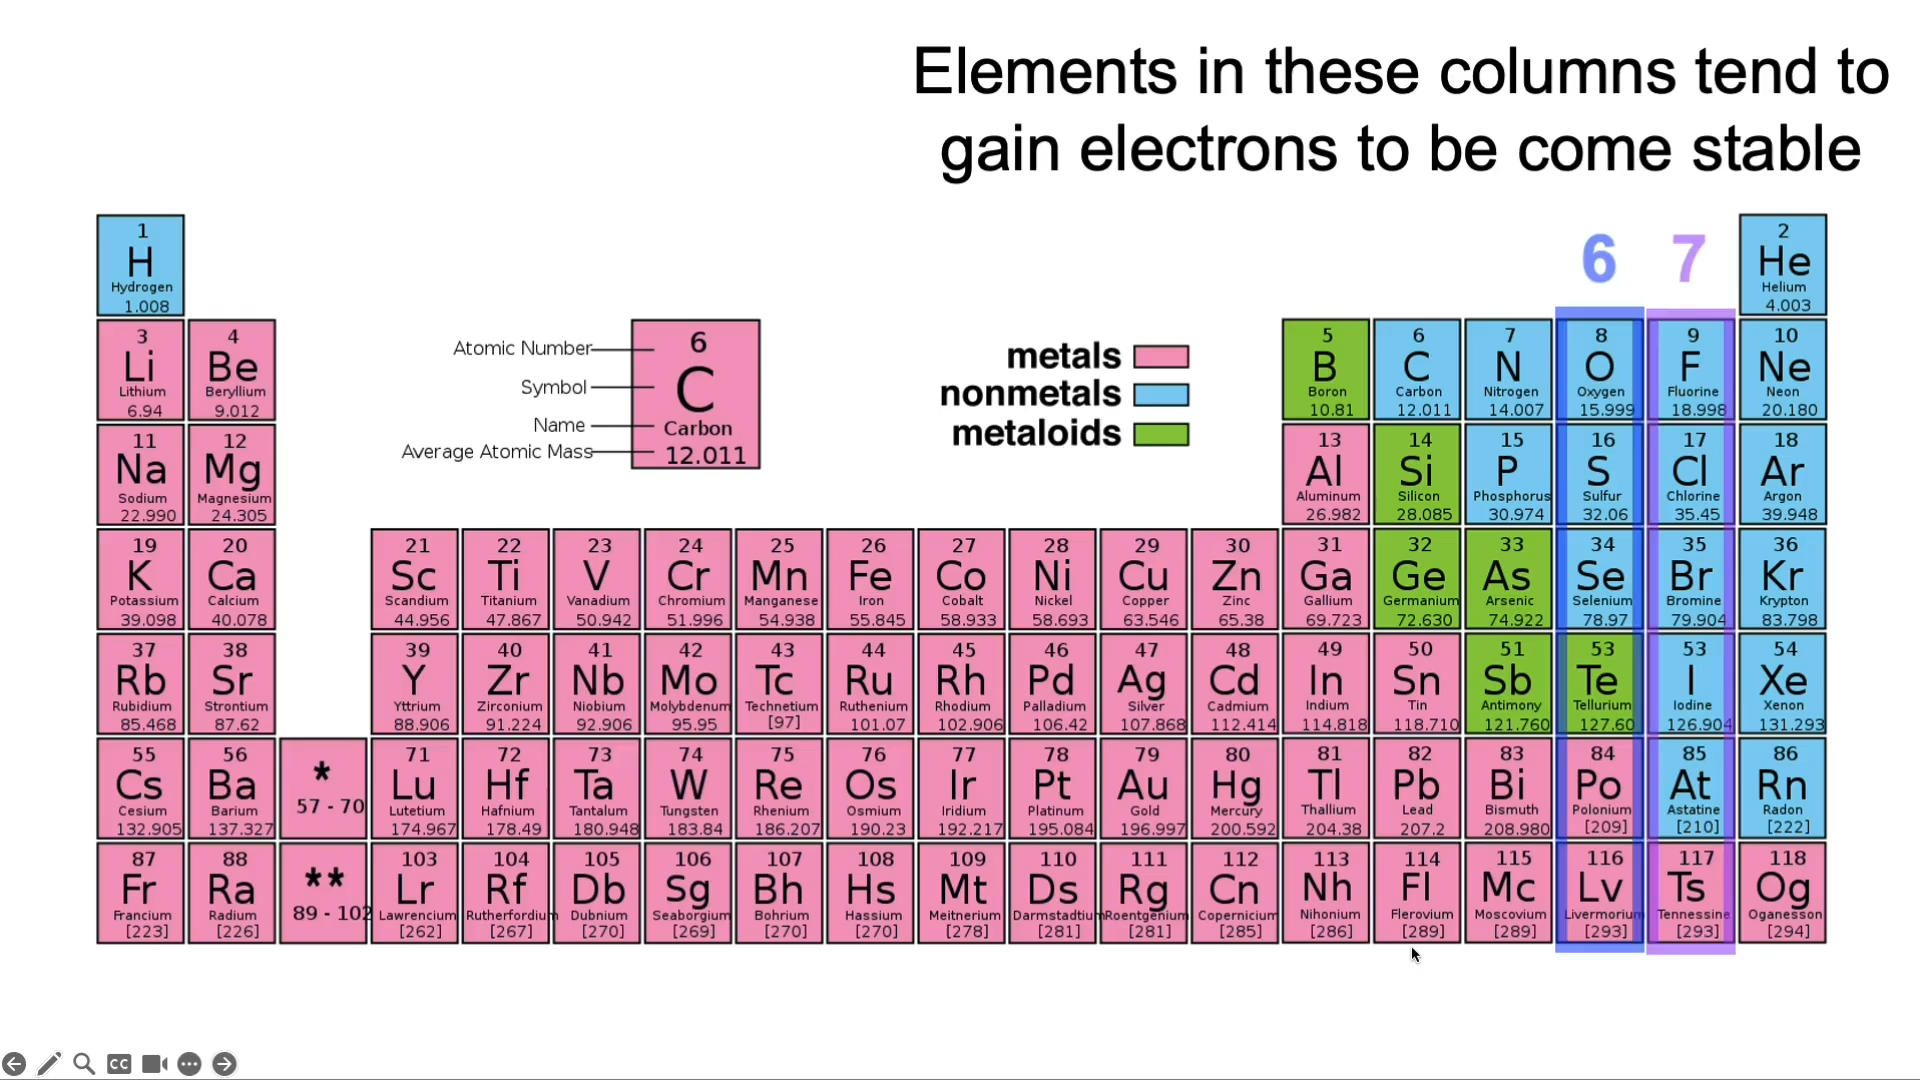 Elements in these columns tend to
gain electrons to be come stable
1
H
Hydrogen
1.008
6
7
2
He
Helium
4.003
3
Li
Lithium
6.94
4
Be
Beryllium
9.012
Atomic Number
Symbol
Name
Average Atomic Mass
6
C
Carbon
12.011
metals
nonmetals
metaloids
5
B
Boron
10.81
6
C
Carbon
12.011
7
N
Nitrogen
14.007
8
O
Oxygen
15.999
9
F
Fluorine
18.998
10
Ne
Neon
20.180
11
Na
Sodium
22.990
12
Mg
Magnesium
24.305
13
Al
Aluminum
26.982
14
Si
Silicon
28.085
15
P
Phosphorus
30.974
16
S
Sulfur
32.06
17
Cl
Chlorine
35.45
18
Ar
Argon
39.948
19
K
Potassium
39.098
20
Ca
Calcium
40.078
21
Sc
Scandium
44.956
22
Ti
Titanium
47.867
23
V
Vanadium
50.942
24
Cr
Chromium
51.996
25
Mn
Manganese
54.938
26
Fe
Iron
55.845
27
Co
Cobalt
58.933
28
Ni
Nickel
58.693
29
Cu
Copper
63.546
30
Zn
Zinc
65.38
31
Ga
Gallium
69.723
32
Ge
Germanium
72.630
33
As
Arsenic
74.922
34
Se
Selenium
78.97
35
Br
Bromine
79.904
36
Kr
Krypton
83.798
37
Rb
Rubidium
85.468
38
Sr
Strontium
87.62
39
Y
Yttrium
88.906
40
Zr
Zirconium
91.224
41
Nb
Niobium
92.906
42
Mo
Molybdenum
95.95
43
Tc
Technetium
[97]
44
Ru
Ruthenium
101.07
45
Rh
Rhodium
102.906
46
Pd
Palladium
106.42
47
Ag
Silver
107.868
48
Cd
Cadmium
112.414
49
In
Indium
114.818
50
Sn
Tin
118.710
51
Sb
Antimony
121.760
53
Te
Tellurium
127.60
53
I
Iodine
126.904
54
Xe
Xenon
131.293
55
Cs
Cesium
132.905
56
Ba
Barium
137.327
*
57 - 70
71
Lu
Lutetium
174.967
72
Hf
Hafnium
178.49
73
Ta
Tantalum
180.948
74
W
Tungsten
183.84
75
Re
Rhenium
186.207
76
Os
Osmium
190.23
77
Ir
Iridium
192.217
78
Pt
Platinum
195.084
79
Au
Gold
196.997
80
Hg
Mercury
200.592
81
Tl
Thallium
204.38
82
Pb
Lead
207.2
83
Bi
Bismuth
208.980
84
Po
Polonium
[209]
85
At
Astatine
[210]
86
Rn
Radon
[222]
87
Fr
Francium
[223]
88
Ra
Radium
[226]
**
89 - 102
103
Lr
Lawrencium
[262]
104
Rf
Rutherfordium
[267]
105
Db
Dubnium
[270]
106
Sg
Seaborgium
[269]
107
Bh
Bohrium
[270]
108
Hs
Hassium
[270]
109
Mt
Meitnerium
[278]
110
Ds
Darmstadtium
[281]
111
Rg
Roentgenium
[281]
112
Cn
Copernicium
[285]
113
Nh
Nihonium
[286]
114
Fl
Flerovium
[289]
115
Mc
Moscovium
[289]
116
Lv
Livermorium
[293]
117
Ts
Tennessine
[293]
118
Og
Oganesson
[294]
CC